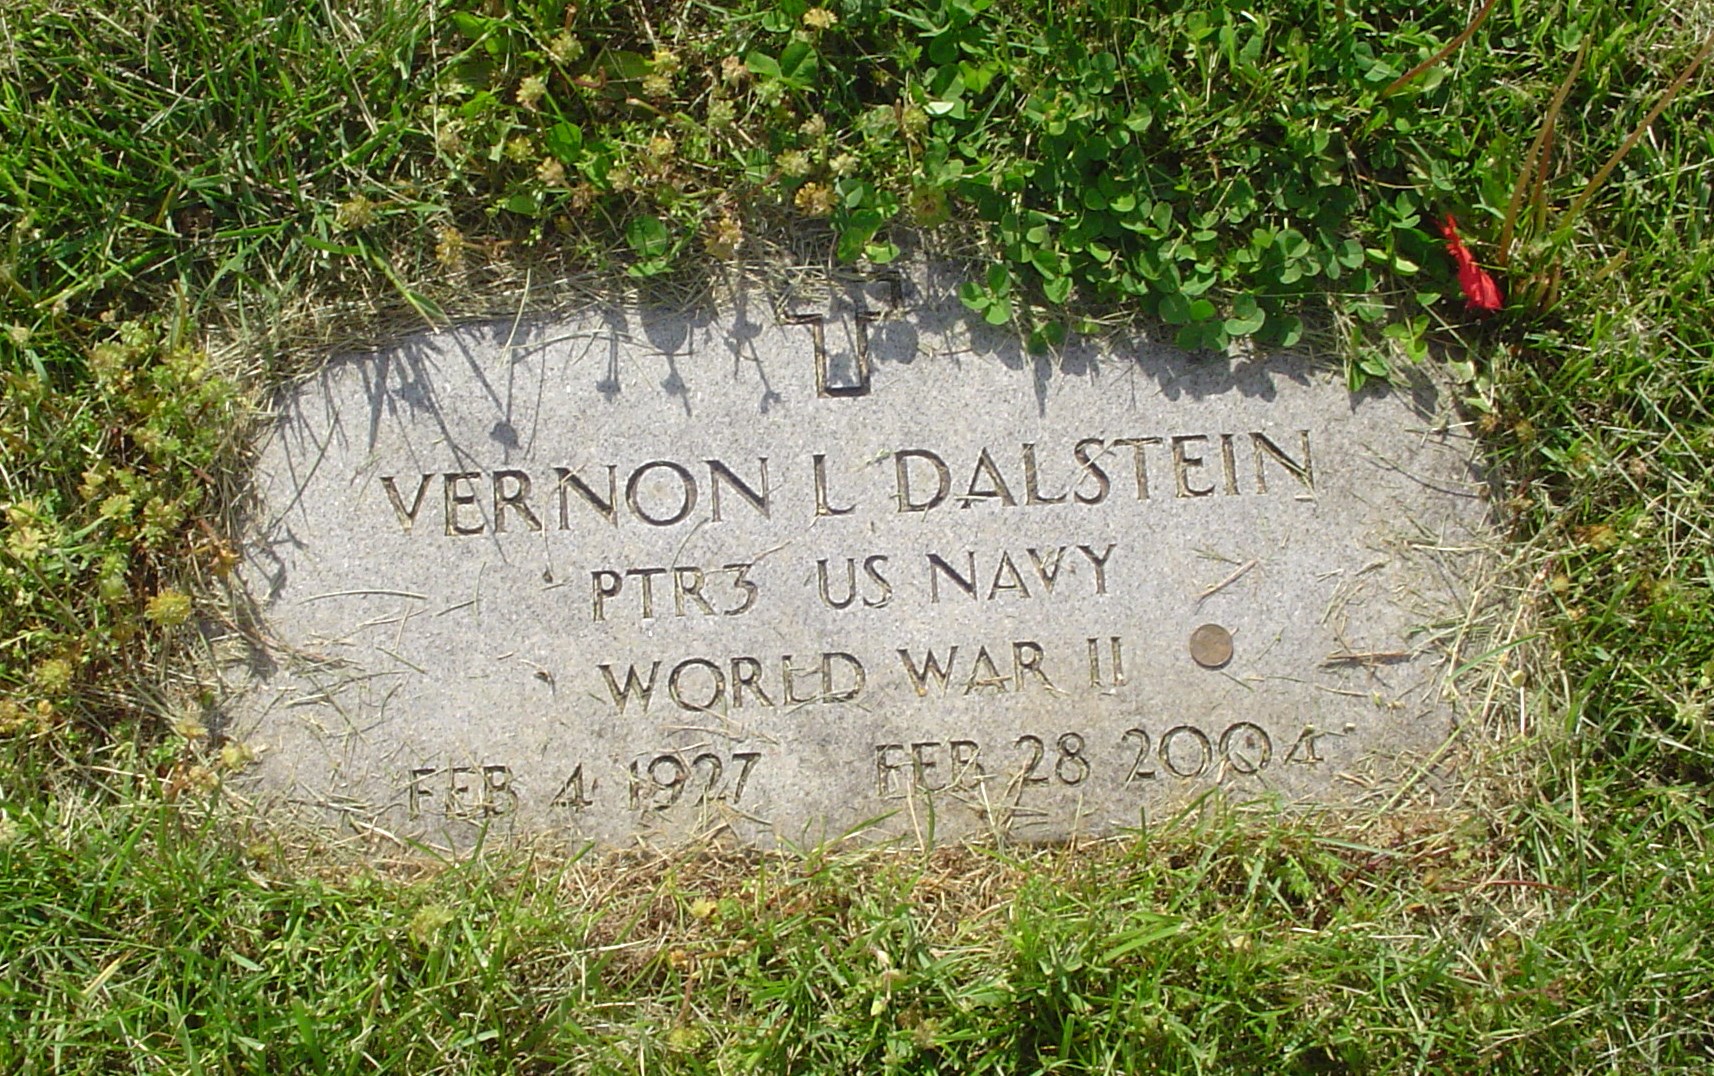 VERNON L DALSTEIN
PTR3 US NAVY
WORLD WAR II
FEB 4 1927 FEB 28 2004